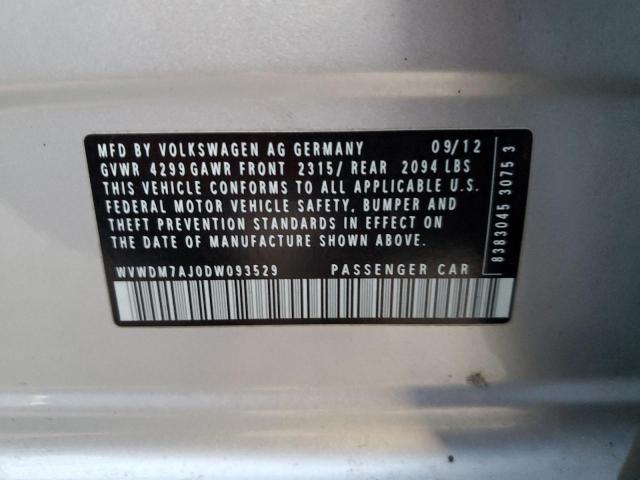 MFD BY VOLKSWAGEN AG GERMANY 09/12
GVWR 4299 GAWR FRONT 2315/ REAR 2094 LBS
THIS VEHICLE CONFORMS TO ALL APPLICABLE U.S.
FEDERAL MOTOR VEHICLE SAFETY, BUMPER AND
THEFT PREVENTION STANDARDS IN EFFECT ON
DATE OF MANUFACTURE SHOWN ABOVE.
WVWDM7AJ0DW093529 PASSENGER CAR
8383045 3075 3